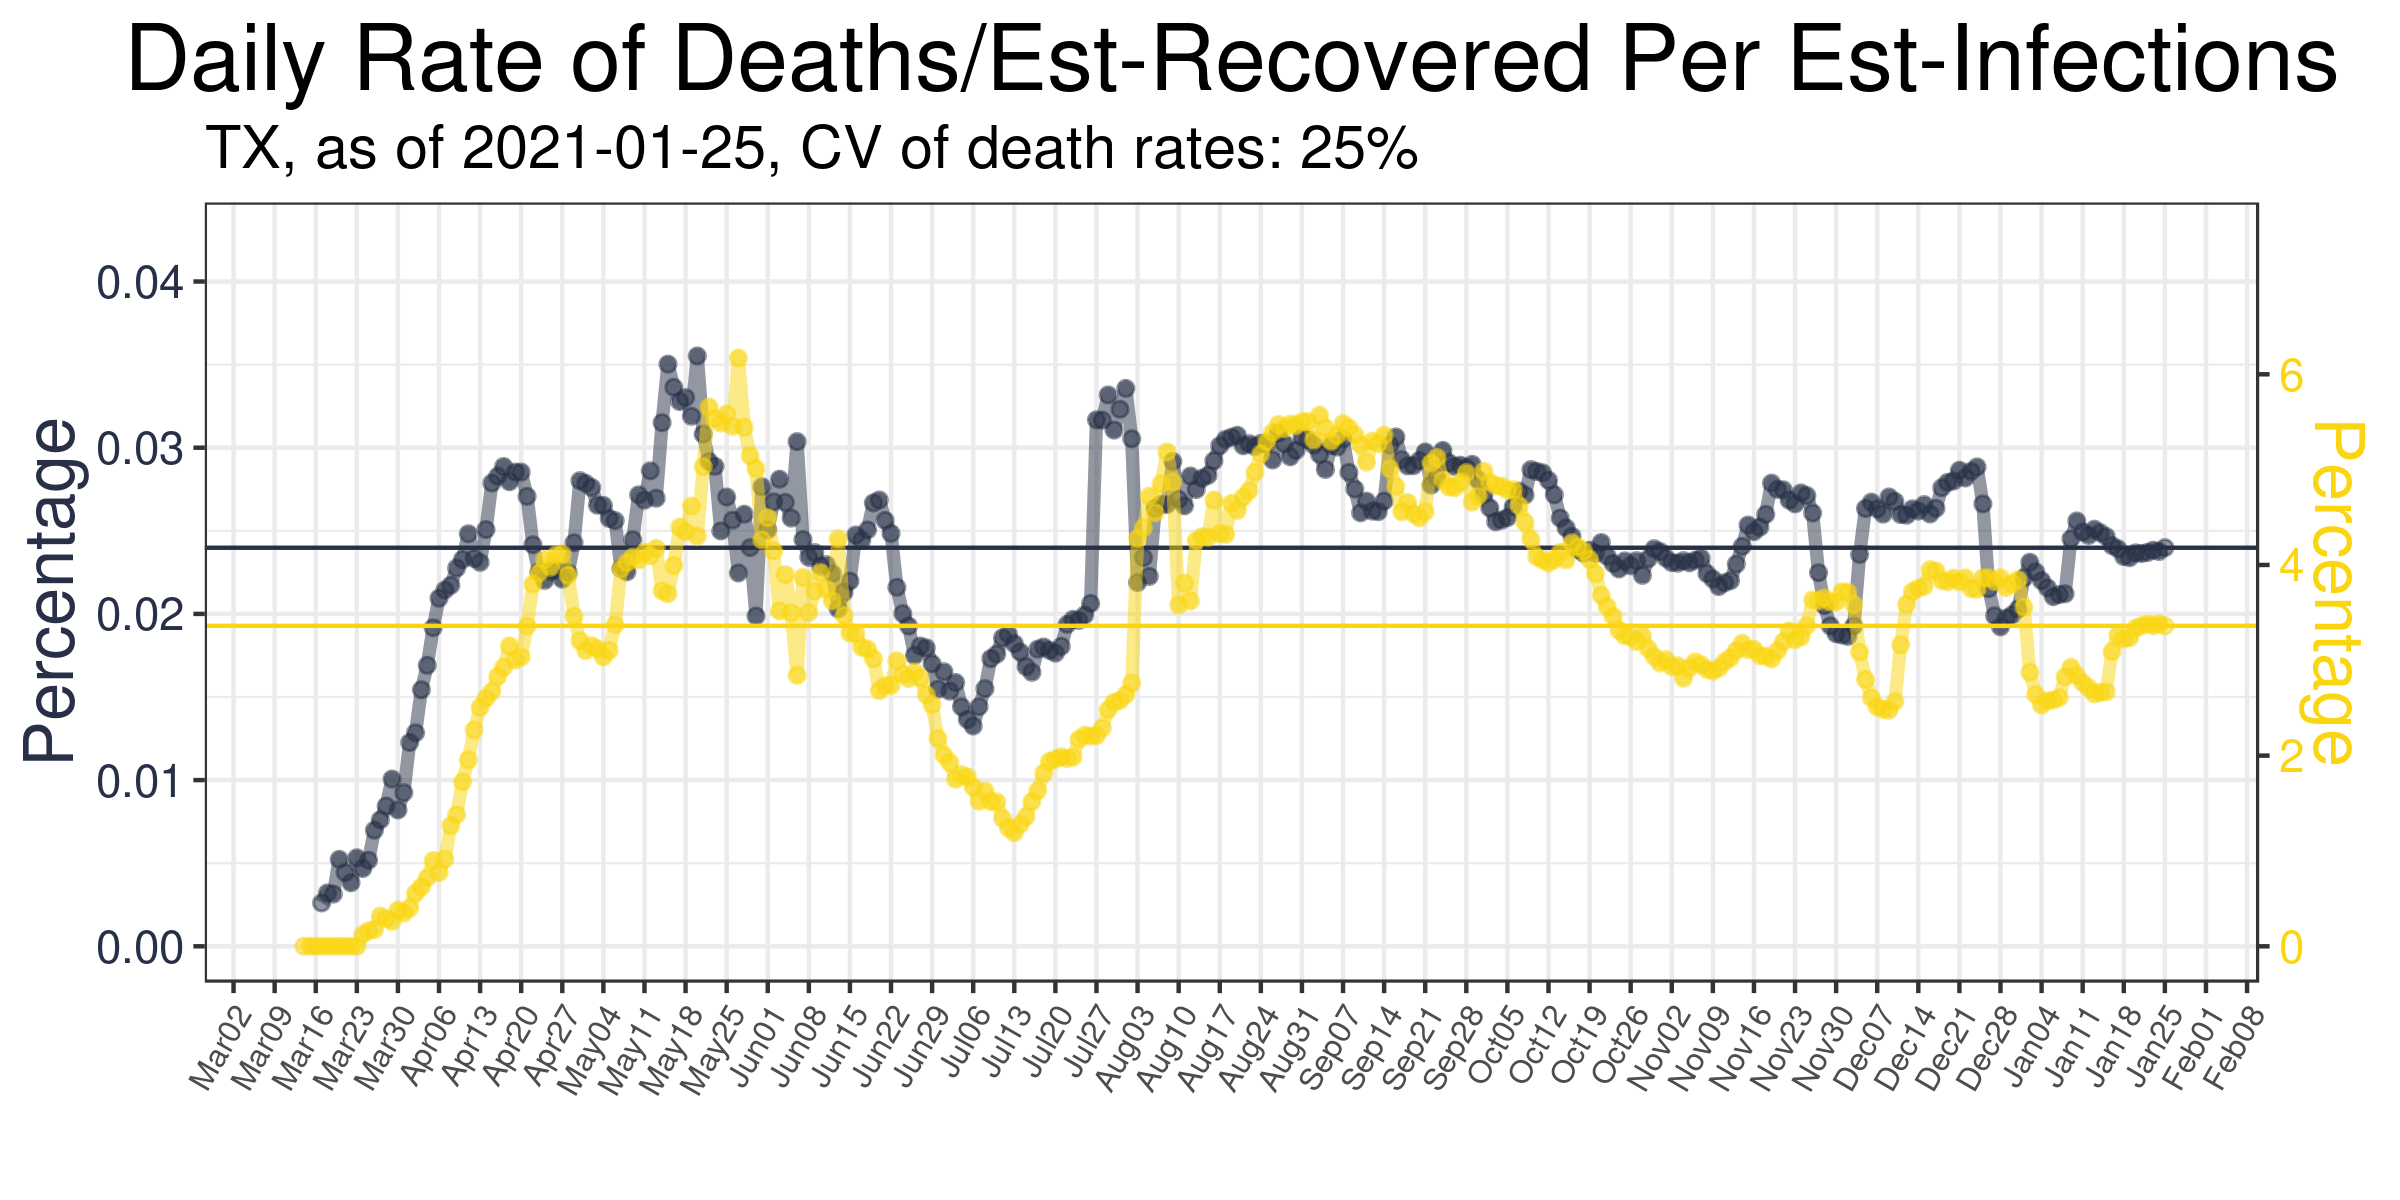 Daily Rate of Deaths/Est-Recovered Per Est-Infections
TX, as of 2021-01-25, CV of death rates: 25%
Percentage
0.04
0.03
0.02
0.01
0.00
6
4
2
0
Percentage
Mar02
Mar09
Mar16
Mar23
Mar30
Apr06
Apr13
Apr20
Apr27
May04
May11
May18
May25
Jun01
Jun08
Jun15
Jun22
Jun29
Jul06
Jul13
Jul20
Jul27
Aug03
Aug10
Aug17
Aug24
Aug31
Sep07
Sep14
Sep21
Sep28
Oct05
Oct12
Oct19
Oct26
Nov02
Nov09
Nov16
Nov23
Nov30
Dec07
Dec14
Dec21
Dec28
Jan04
Jan11
Jan18
Jan25
Feb01
Feb08